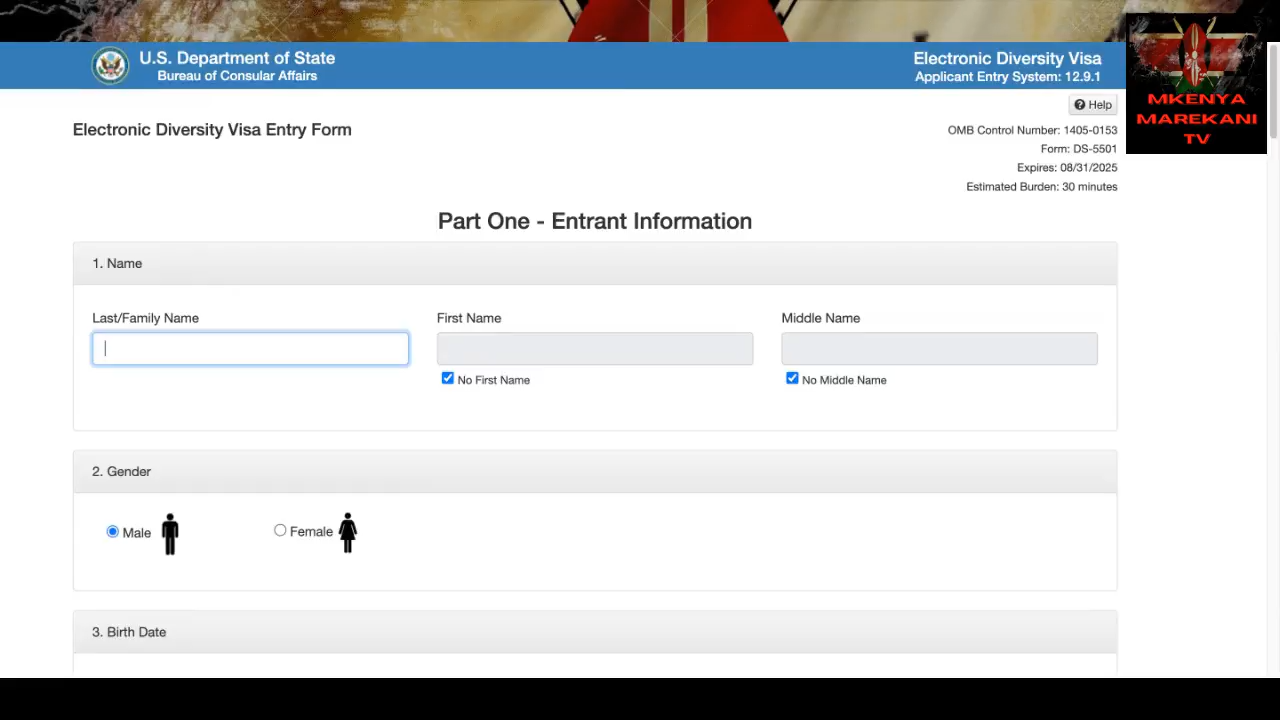 U.S. Department of State
Bureau of Consular Affairs
Electronic Diversity Visa
Applicant Entry System: 12.9.1
MKENYA
MAREKANI
TV
Help
Electronic Diversity Visa Entry Form
OMB Control Number: 1405-0153
Form: DS-5501
Expires: 08/31/2025
Estimated Burden: 30 minutes
Part One - Entrant Information
1. Name
Last/Family Name
First Name
Middle Name
No First Name
No Middle Name
2. Gender
Male
Female
3. Birth Date